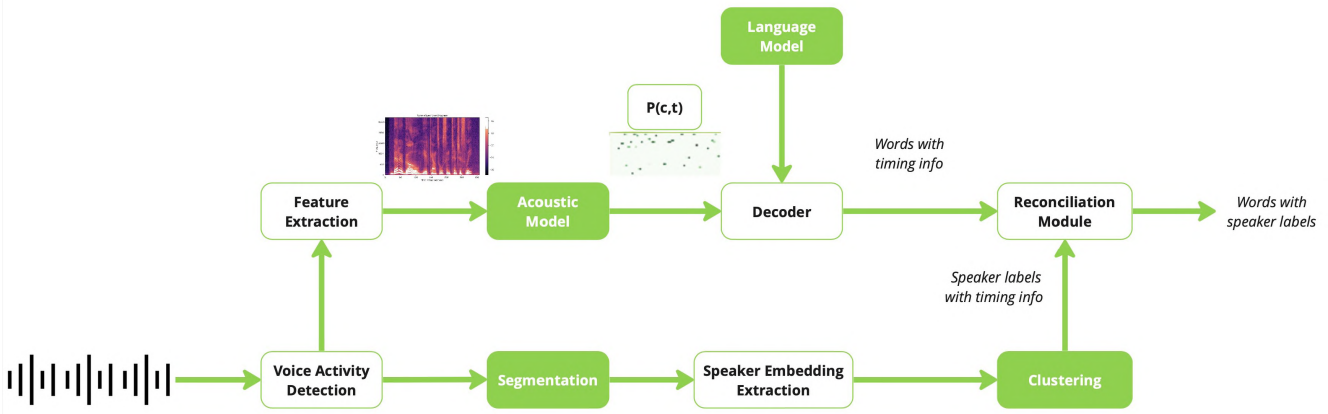 Language
Model
P(c,t)
Words with
timing info
Feature
Extraction
Acoustic
Model
Decoder
Reconciliation
Module
Words with
speaker labels
Speaker labels
with timing info
Voice Activity
Detection
Segmentation
Speaker Embedding
Extraction
Clustering